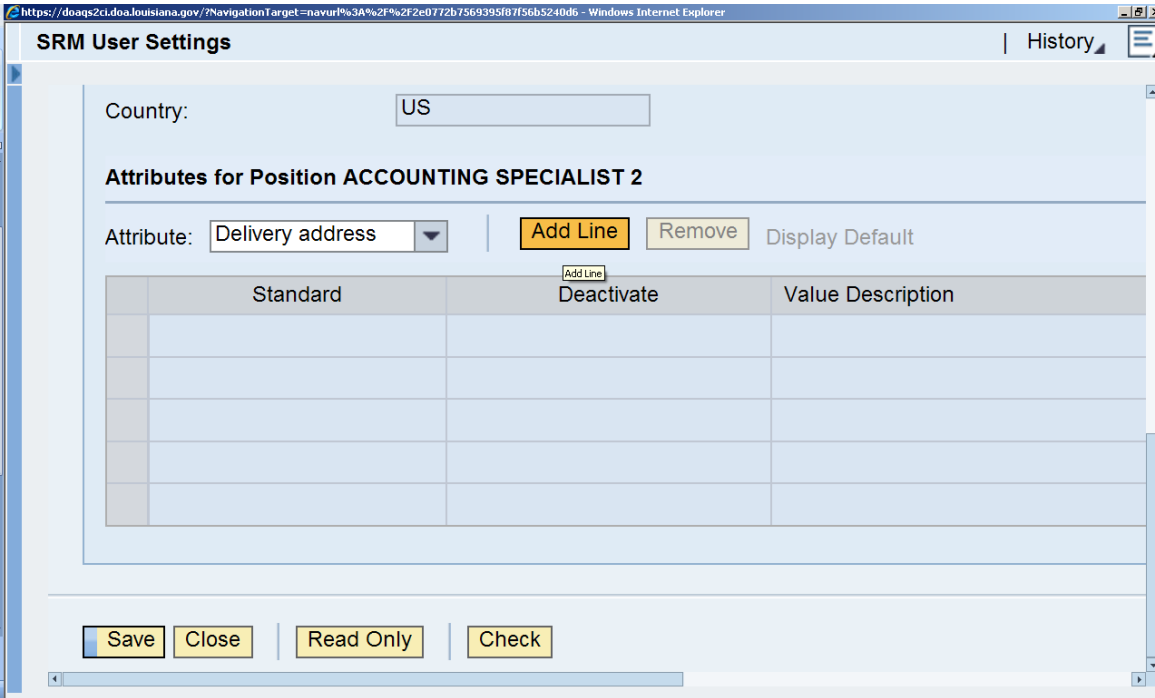 https://doaqs2ci.doa.louisiana.gov/?NavigationTarget=navurl%3A%2F%2F2e0772b7569395f87f56b5240d6 - Windows Internet Explorer
SRM User Settings | History
Country: US
Attributes for Position ACCOUNTING SPECIALIST 2
Attribute: Delivery address Add Line Remove Display Default
Add Line
Standard Deactivate Value Description
Save Close Read Only Check